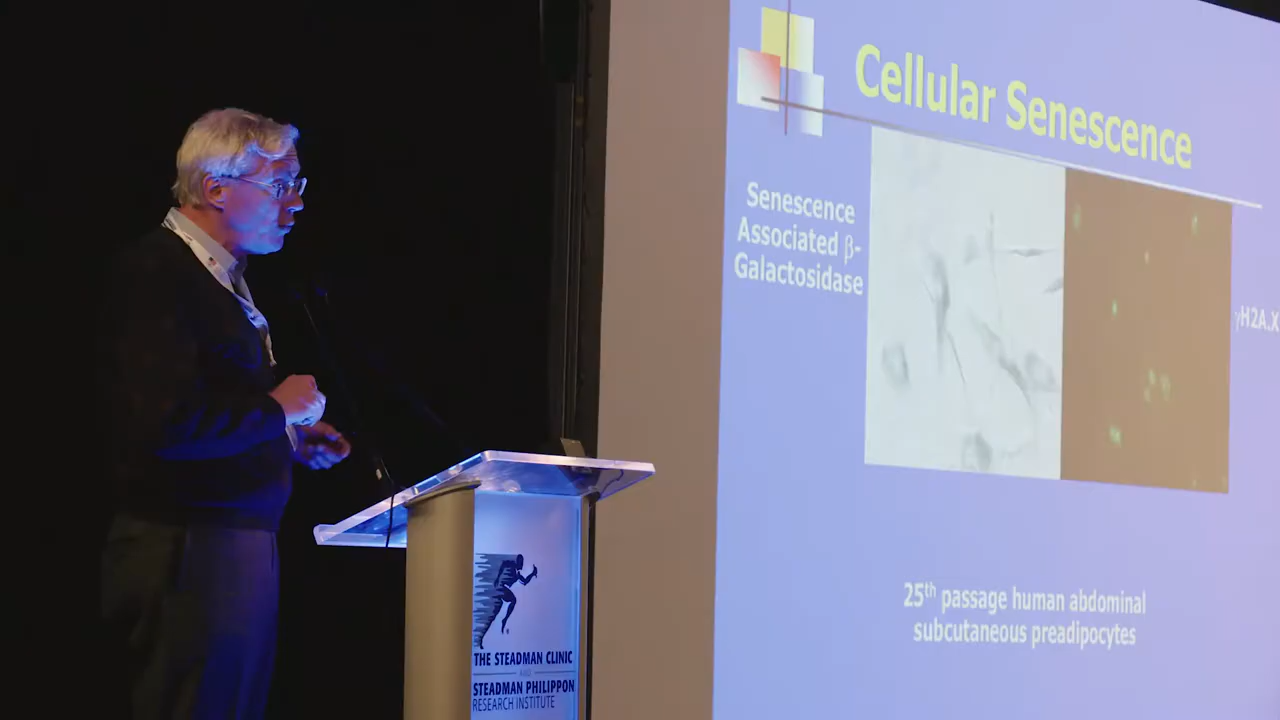 Cellular Senescence
Senescence
Associated β-
Galactosidase
γH2A.X
25th passage human abdominal
subcutaneous preadipocytes
THE STEADMAN CLINIC
AND
STEADMAN PHILIPPON
RESEARCH INSTITUTE